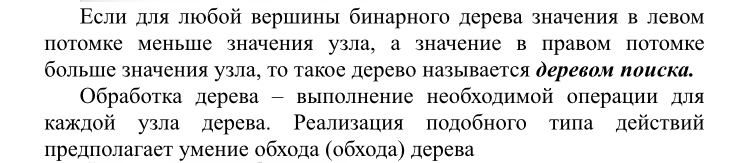 Если для любой вершины бинарного дерева значения в левом
потомке меньше значения узла, а значение в правом потомке
больше значения узла, то такое дерево называется деревом поиска.
Обработка дерева – выполнение необходимой операции для
каждой узла дерева. Реализация подобного типа действий
предполагает умение обхода (обхода) дерева